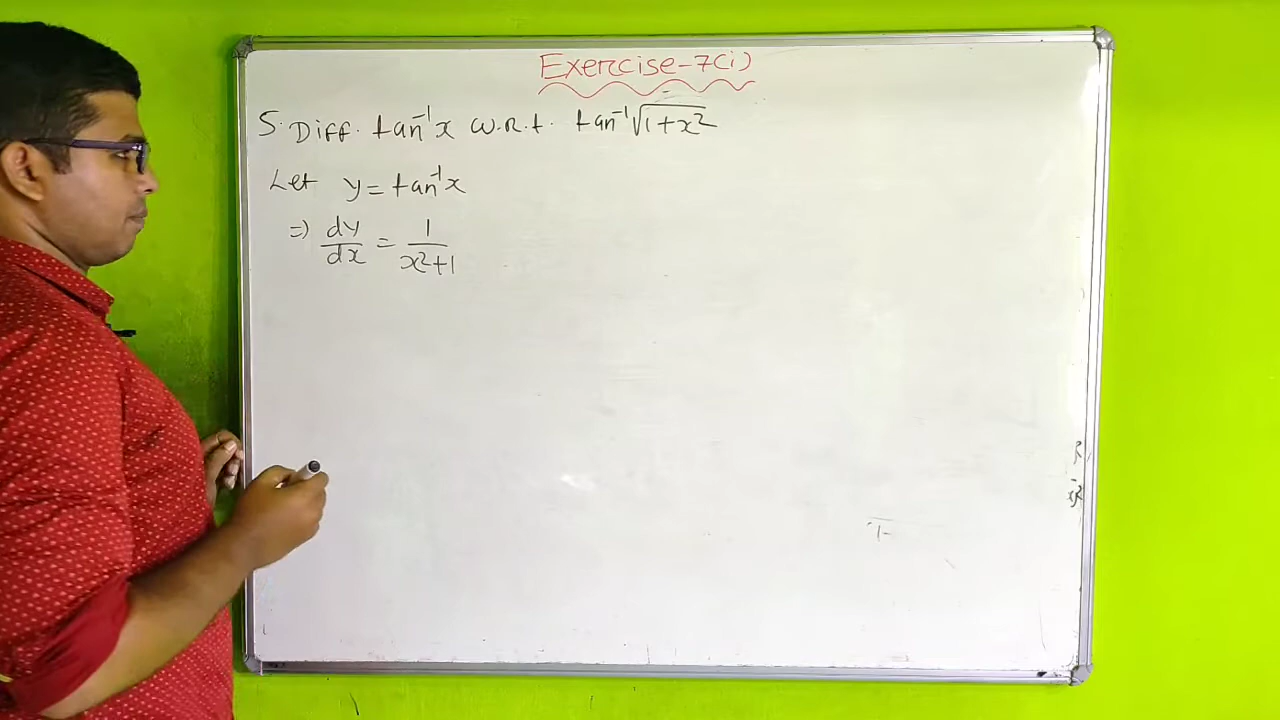 Exercise-7(i)
5. Diff. tan⁻¹x w.r.t. tan⁻¹√(1+x²)
Let y = tan⁻¹x
=> dy/dx = 1/(x²+1)